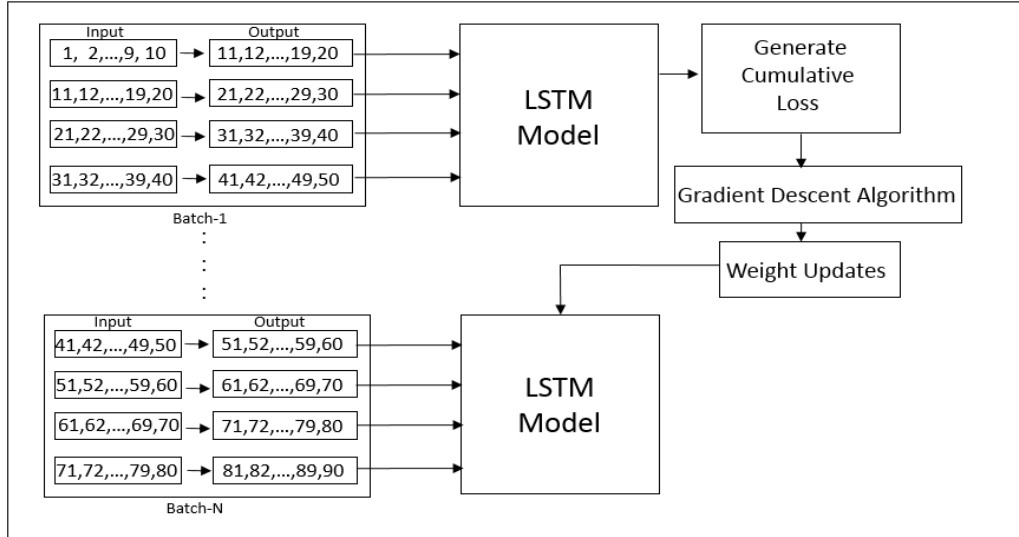 Input Output
1, 2,...,9, 10 11,12,...,19,20
11,12,...,19,20 21,22,...,29,30
21,22,...,29,30 31,32,...,39,40
31,32,...,39,40 41,42,...,49,50
Batch-1
LSTM
Model
Generate
Cumulative
Loss
Gradient Descent Algorithm
Weight Updates
Input Output
41,42,...,49,50 51,52,...,59,60
51,52,...,59,60 61,62,...,69,70
61,62,...,69,70 71,72,...,79,80
71,72,...,79,80 81,82,...,89,90
Batch-N
LSTM
Model